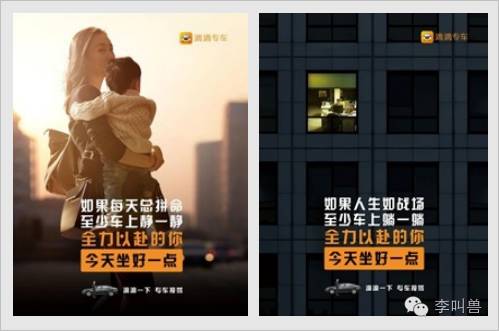 滴滴专车
如果每天总拼命
至少车上静一静
全力以赴的你
今天坐好一点
滴滴一下 专车接驾
滴滴专车
如果人生如战场
至少车上躺一躺
全力以赴的你
今天坐好一点
滴滴一下 专车接驾
李叫兽